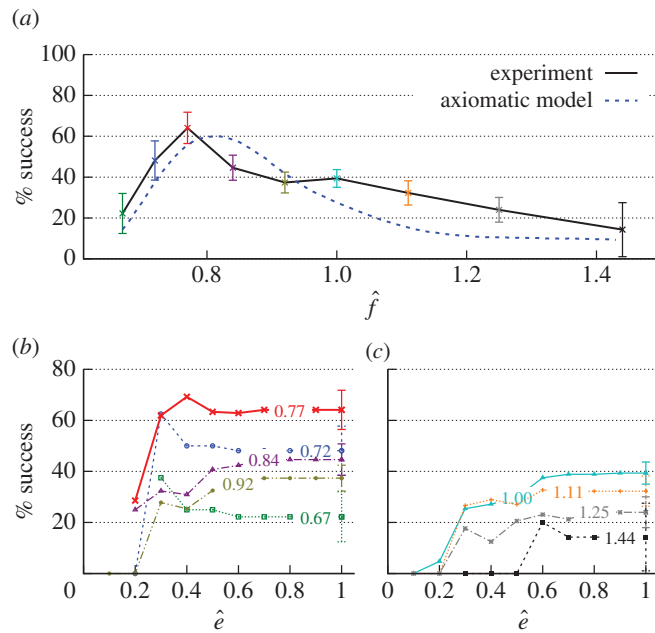 (a)
100
80
60
40
20
0
% success
experiment
axiomatic model
0.8 1.0 1.2 1.4
f̂
(b)
80
60
40
20
0
% success
0.77
0.72
0.84
0.92
0.67
0 0.2 0.4 0.6 0.8 1
ê
(c)
1.00
1.11
1.25
1.44
0 0.2 0.4 0.6 0.8 1
ê